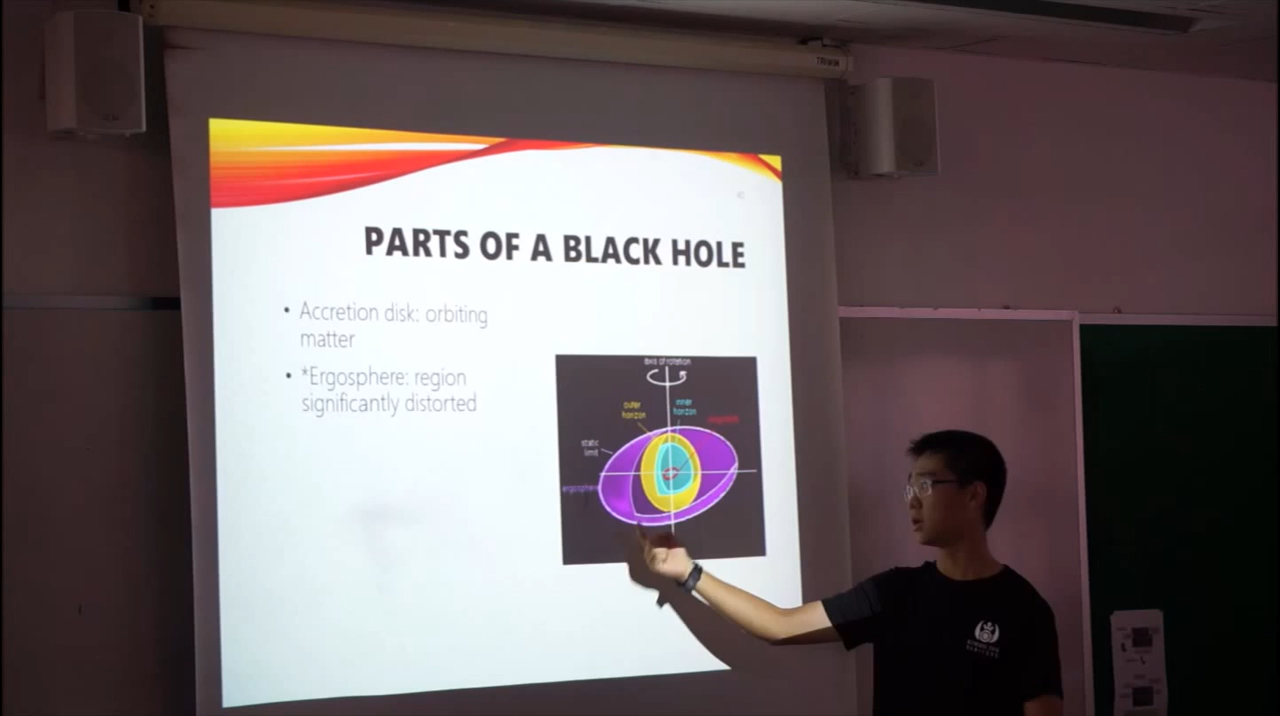 TRIWIN
PARTS OF A BLACK HOLE
• Accretion disk: orbiting
matter
• *Ergosphere: region
significantly distorted
axis of rotation
outer
horizon
inner
horizon
static
limit
ergosphere